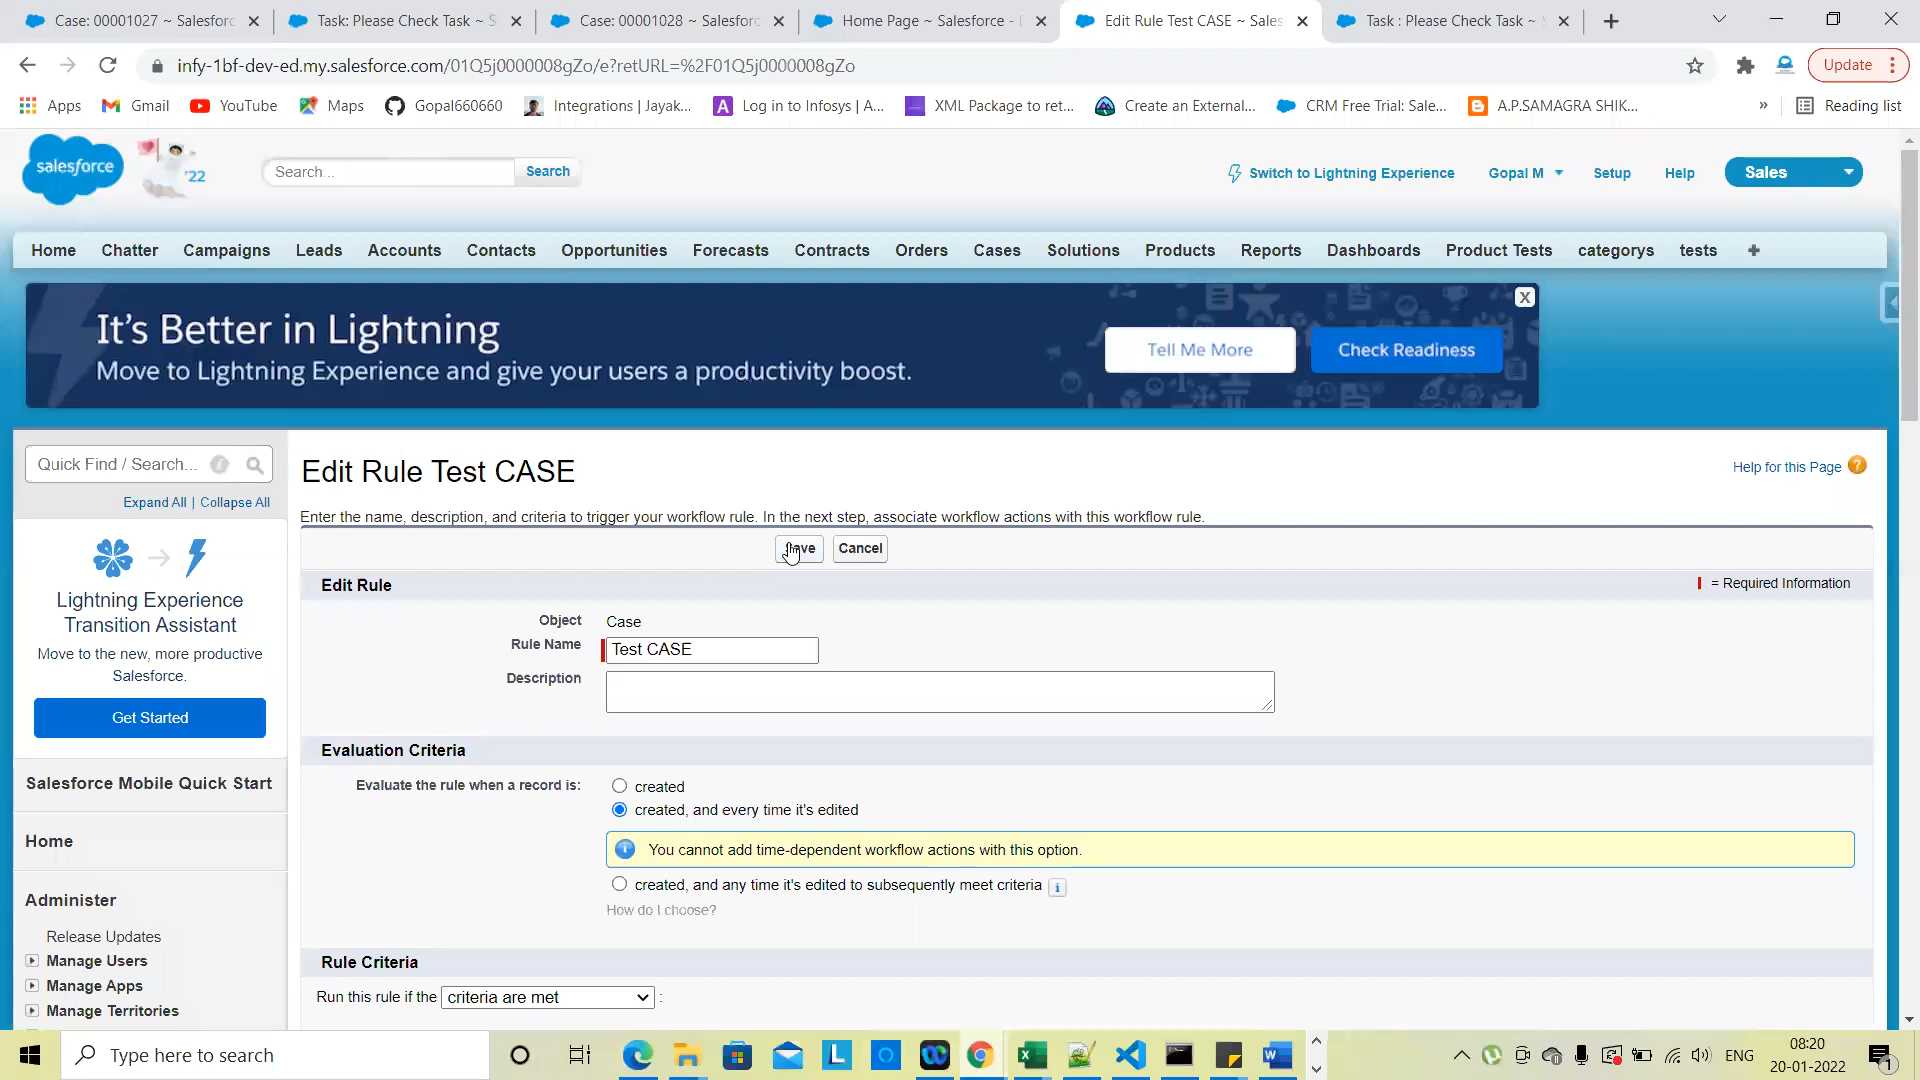 Case: 00001027 ~ Salesforc
Task: Please Check Task ~ S
Case: 00001028 ~ Salesforc
Home Page ~ Salesforce -
Edit Rule Test CASE ~ Sales
Task : Please Check Task ~
infy-1bf-dev-ed.my.salesforce.com/01Q5j0000008gZo/e?retURL=%2F01Q5j0000008gZo
Update
Apps
Gmail
YouTube
Maps
Gopal660060
Integrations | Jayak...
Log in to Infosys | A...
XML Package to ret...
Create an External...
CRM Free Trial: Sale...
A.P.SAMAGRA SHIK...
»
Reading list
salesforce
'22
Search...
Search
Switch to Lightning Experience
Gopal M
Setup
Help
Sales
Home
Chatter
Campaigns
Leads
Accounts
Contacts
Opportunities
Forecasts
Contracts
Orders
Cases
Solutions
Products
Reports
Dashboards
Product Tests
categorys
tests
+
It's Better in Lightning
Move to Lightning Experience and give your users a productivity boost.
Tell Me More
Check Readiness
X
Quick Find / Search...
Expand All | Collapse All
Lightning Experience
Transition Assistant
Move to the new, more productive
Salesforce.
Get Started
Salesforce Mobile Quick Start
Home
Administer
Release Updates
Manage Users
Manage Apps
Manage Territories
Edit Rule Test CASE
Help for this Page
Enter the name, description, and criteria to trigger your workflow rule. In the next step, associate workflow actions with this workflow rule.
Cancel
Edit Rule
= Required Information
Object
Case
Rule Name
Test CASE
Description
Evaluation Criteria
Evaluate the rule when a record is:
created
created, and every time it's edited
You cannot add time-dependent workflow actions with this option.
created, and any time it's edited to subsequently meet criteria
How do I choose?
Rule Criteria
Run this rule if the
criteria are met
:
Type here to search
ENG
08:20
20-01-2022
1